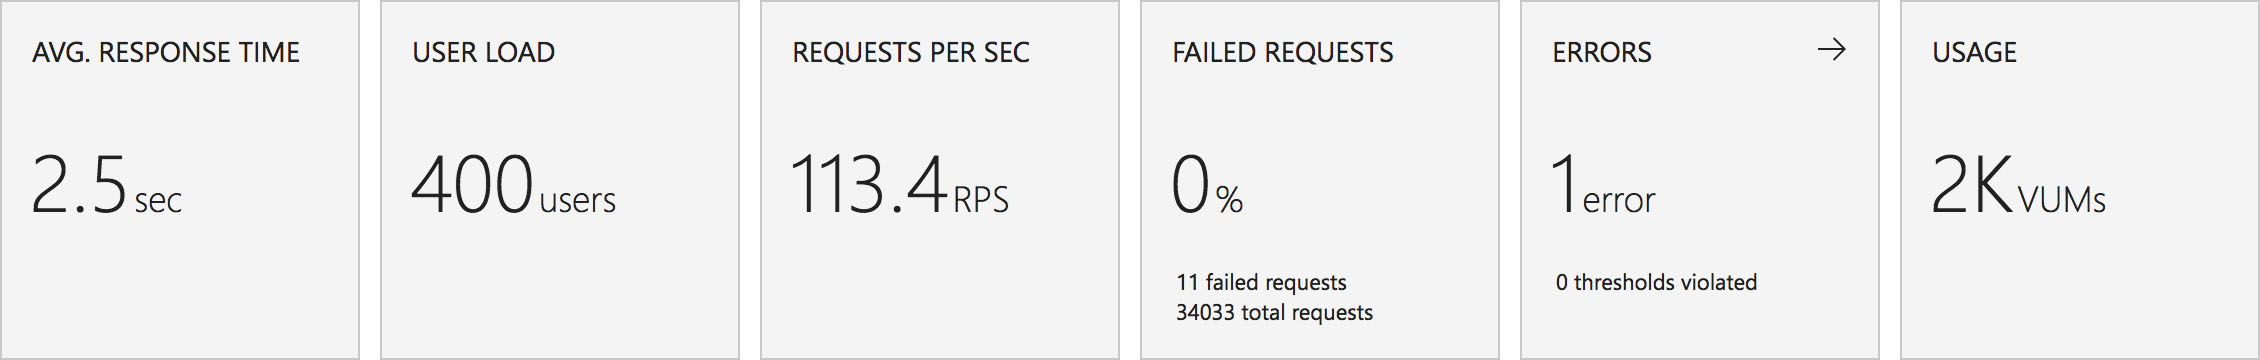 AVG. RESPONSE TIME
2.5 sec
USER LOAD
400 users
REQUESTS PER SEC
113.4 RPS
FAILED REQUESTS
0 %
11 failed requests
34033 total requests
ERRORS
1 error
0 thresholds violated
USAGE
2K VUMs